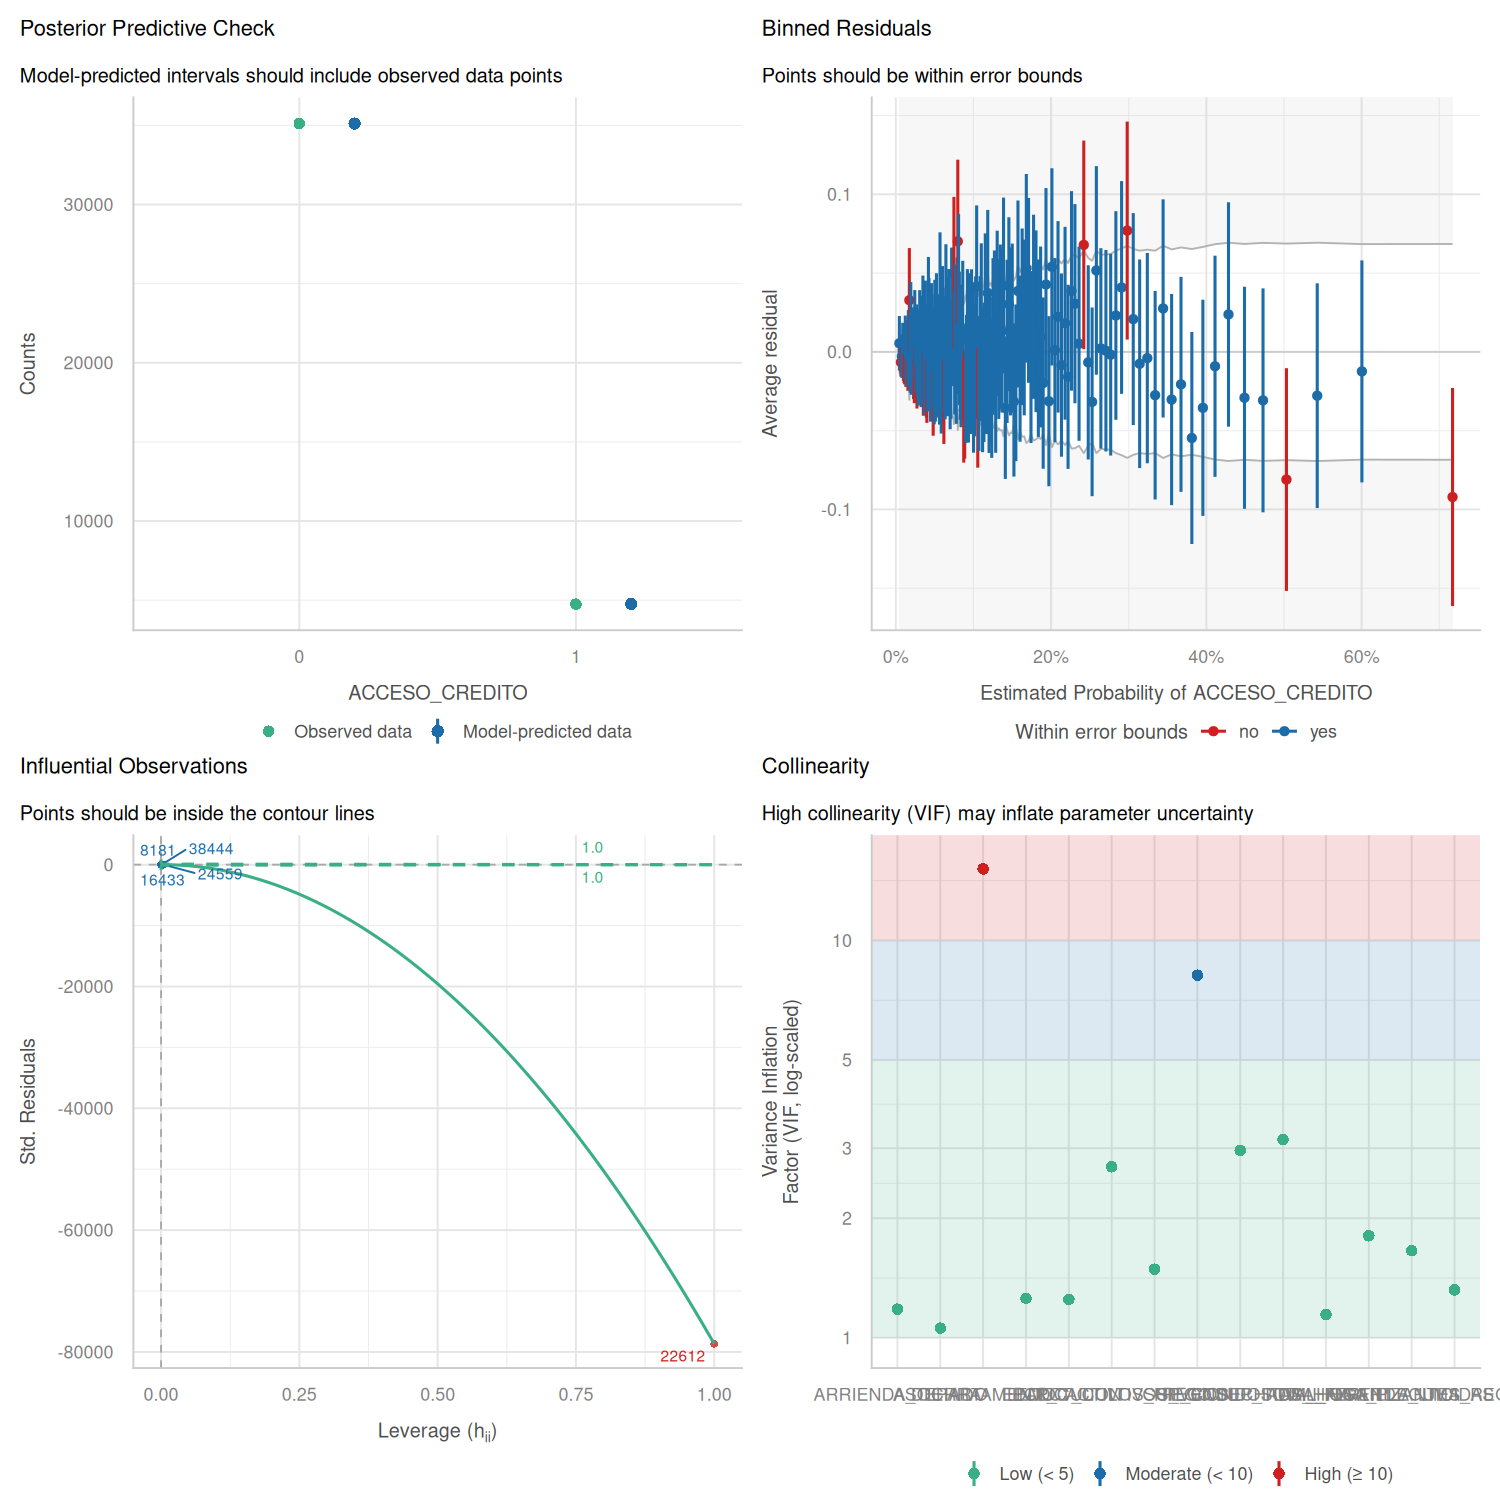 Posterior Predictive Check
Model-predicted intervals should include observed data points
Counts
30000
20000
10000
0
1
ACCESO_CREDITO
Observed data
Model-predicted data
Binned Residuals
Points should be within error bounds
Average residual
0.1
0.0
-0.1
0%
20%
40%
60%
Estimated Probability of ACCESO_CREDITO
Within error bounds
no
yes
Influential Observations
Points should be inside the contour lines
Std. Residuals
0
-20000
-40000
-60000
-80000
8181
38444
16433
24559
1.0
1.0
22612
0.00
0.25
0.50
0.75
1.00
Leverage (hii)
Collinearity
High collinearity (VIF) may inflate parameter uncertainty
Variance Inflation
Factor (VIF, log-scaled)
10
5
3
2
1
Low (< 5)
Moderate (< 10)
High (≥ 10)